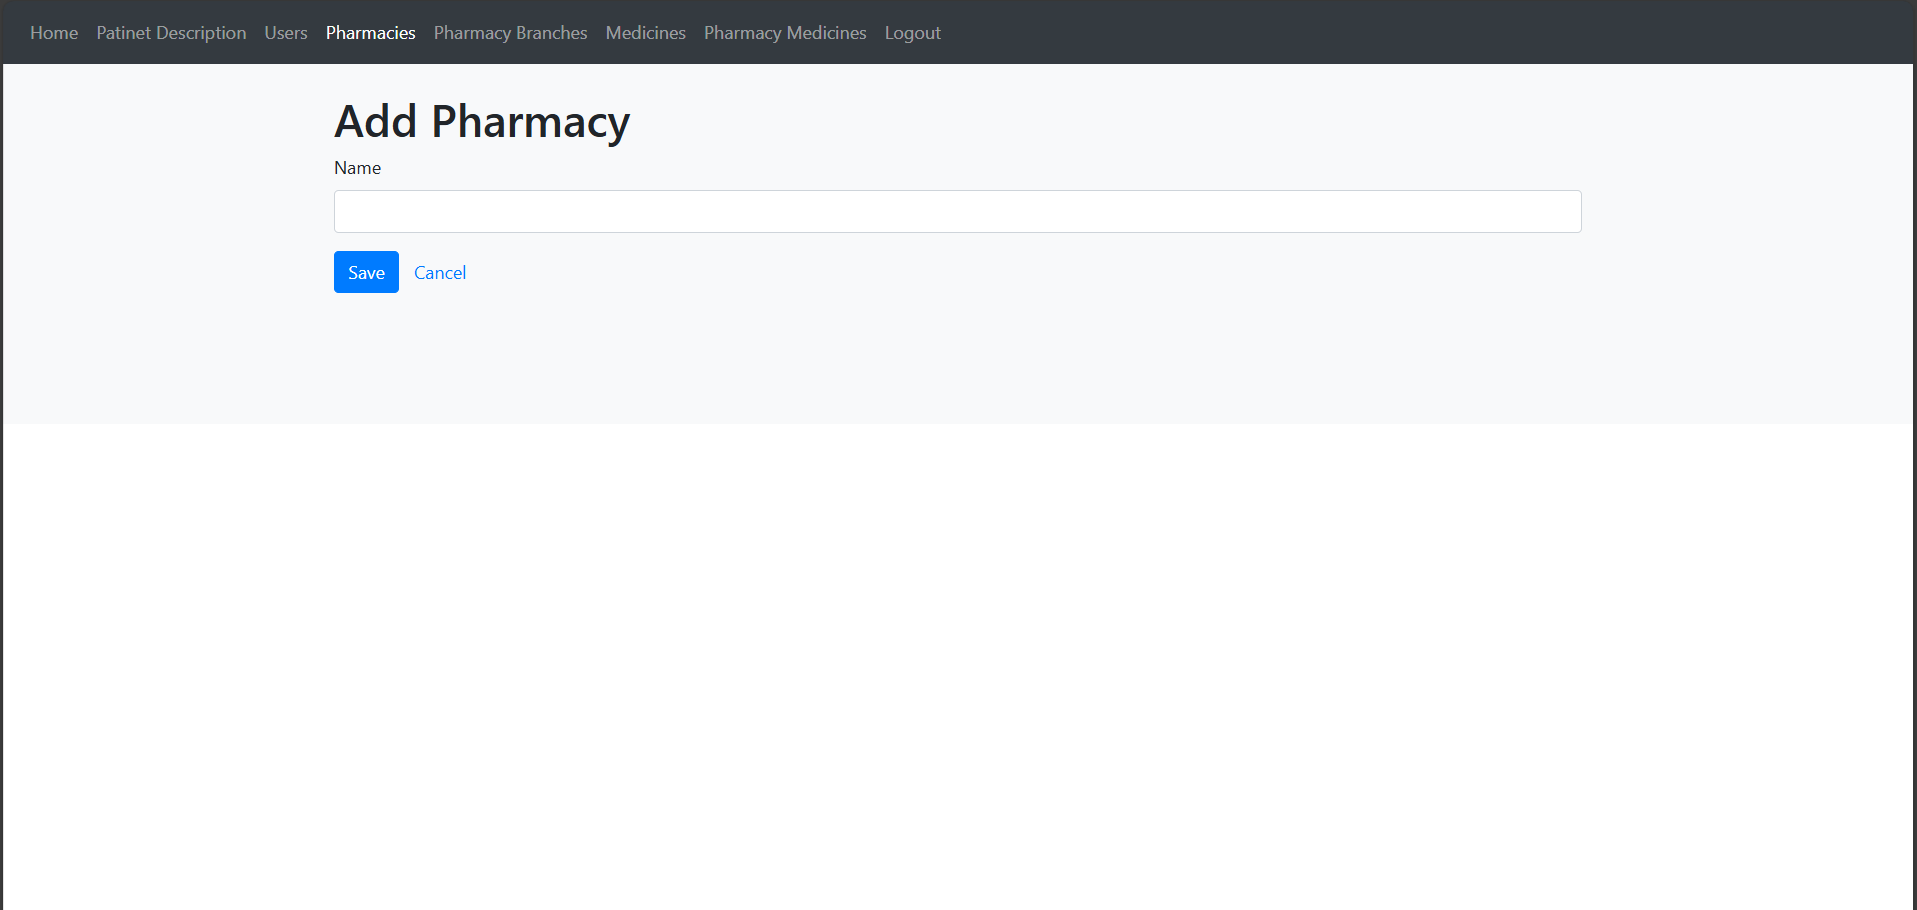 Home Patinet Description Users Pharmacies Pharmacy Branches Medicines Pharmacy Medicines Logout
Add Pharmacy
Name
Save Cancel